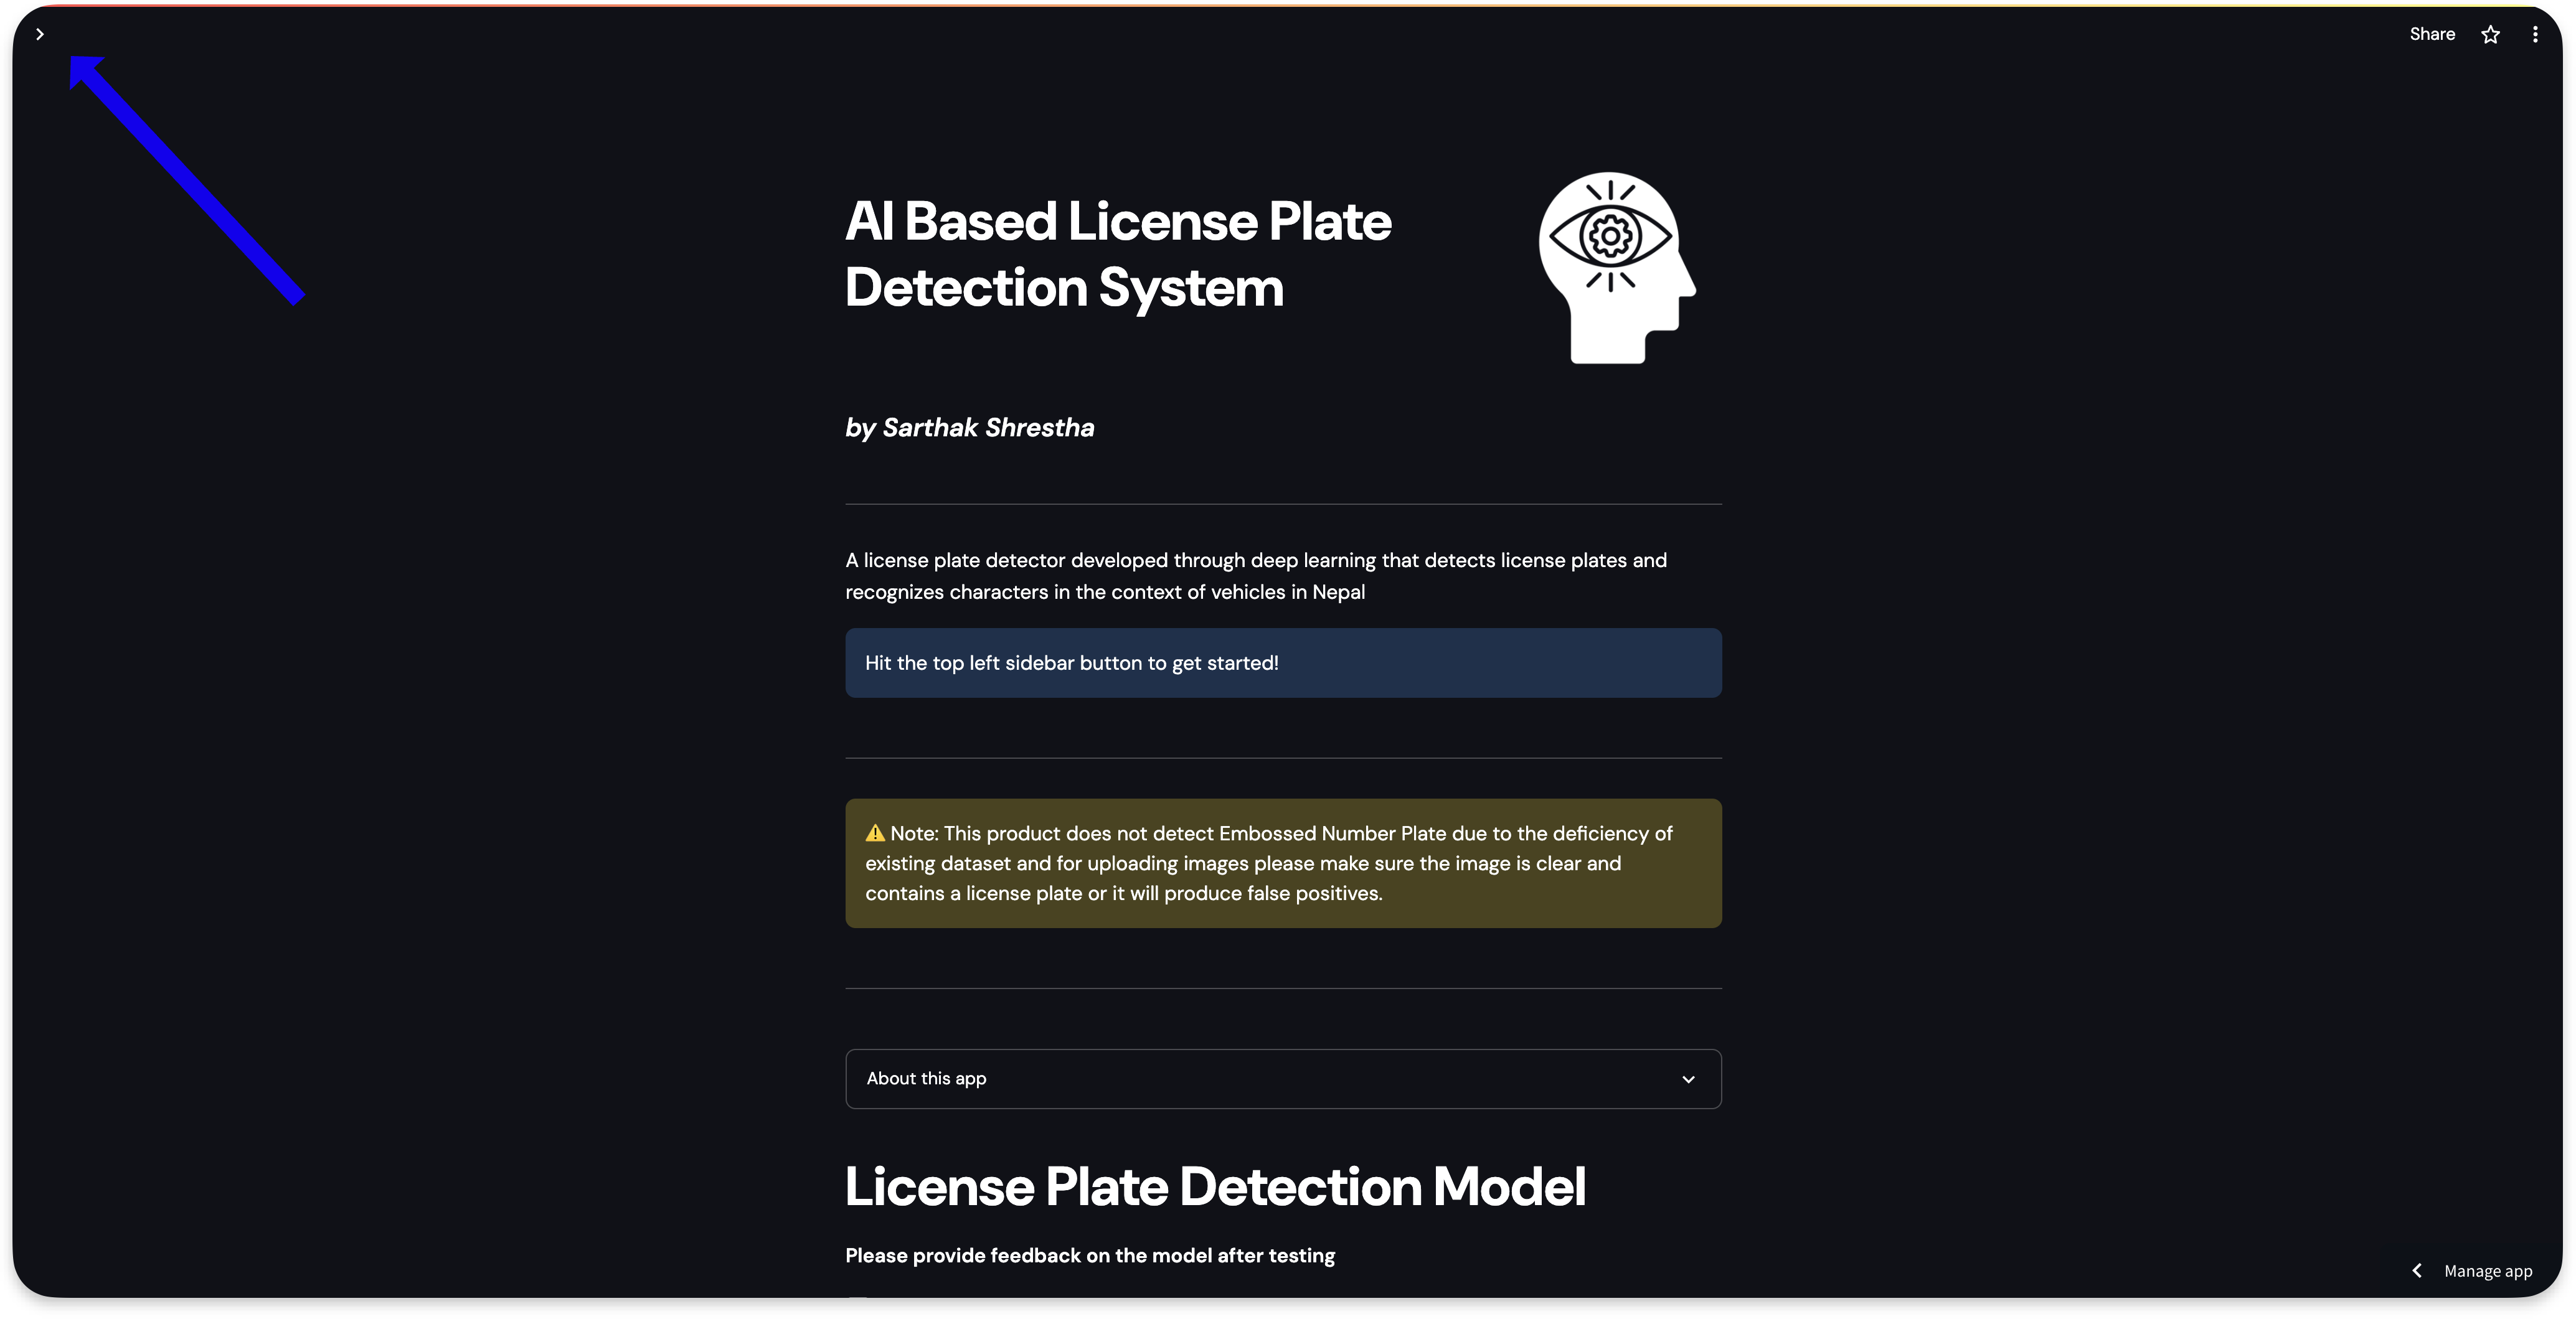 Share
AI Based License Plate
Detection System
by Sarthak Shrestha
A license plate detector developed through deep learning that detects license plates and
recognizes characters in the context of vehicles in Nepal
Hit the top left sidebar button to get started!
⚠️ Note: This product does not detect Embossed Number Plate due to the deficiency of
existing dataset and for uploading images please make sure the image is clear and
contains a license plate or it will produce false positives.
About this app
License Plate Detection Model
Please provide feedback on the model after testing
Manage app